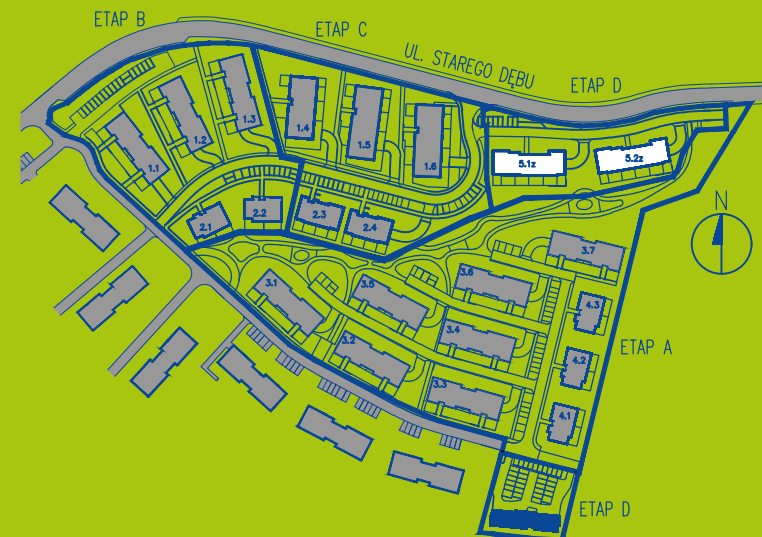 ETAP B
ETAP C
UL. STAREGO DĘBU
ETAP D
1.1
1.2
1.3
1.4
1.5
1.6
5.1z
5.2z
2.1
2.2
2.3
2.4
N
3.7
3.6
3.5
3.1
4.3
3.4
3.2
ETAP A
4.2
3.3
4.1
ETAP D